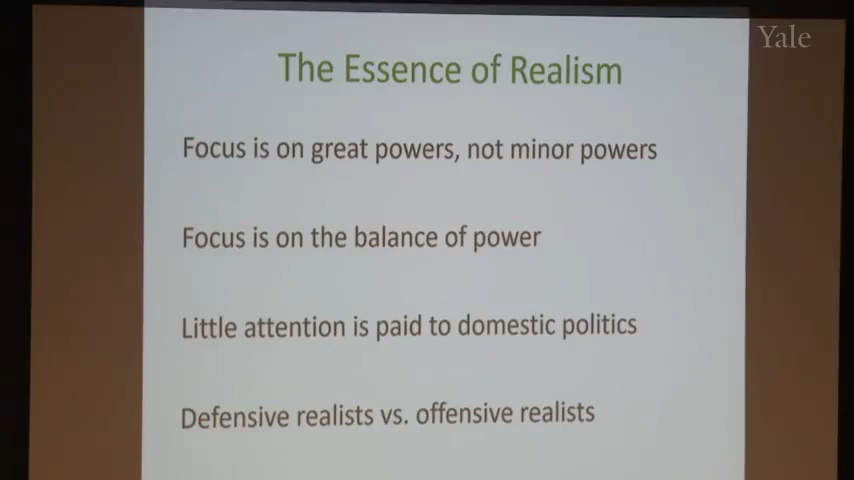 Yale
The Essence of Realism
Focus is on great powers, not minor powers
Focus is on the balance of power
Little attention is paid to domestic politics
Defensive realists vs. offensive realists